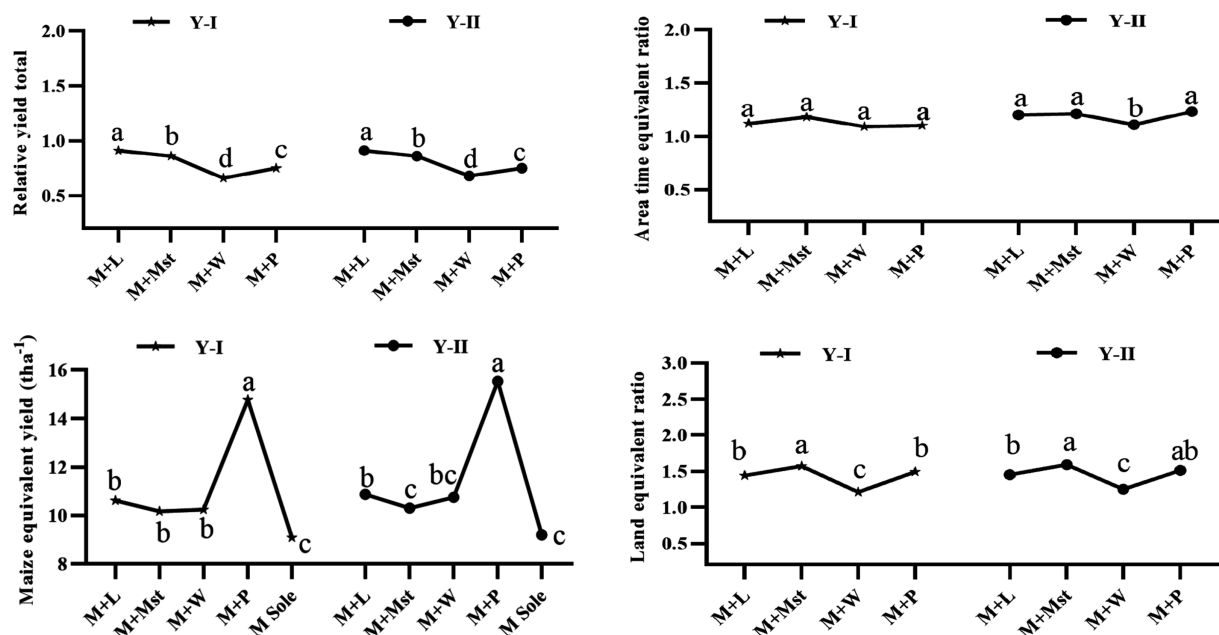 Y-I Y-II
Relative yield total
2.0
1.5
1.0
0.5
a b d c a b d c
M+L M+Mst M+W M+P M+L M+Mst M+W M+P
Y-I Y-II
Area time equivalent ratio
2.0
1.5
1.0
0.5
a a a a a a b a
M+L M+Mst M+W M+P M+L M+Mst M+W M+P
Y-I Y-II
Maize equivalent yield (tha⁻¹)
16
14
12
10
8
b b b a c b c bc a c
M+L M+Mst M+W M+P M Sole M+L M+Mst M+W M+P M Sole
Y-I Y-II
Land equivalent ratio
3.0
2.5
2.0
1.5
1.0
0.5
b a c b b a c ab
M+L M+Mst M+W M+P M+L M+Mst M+W M+P